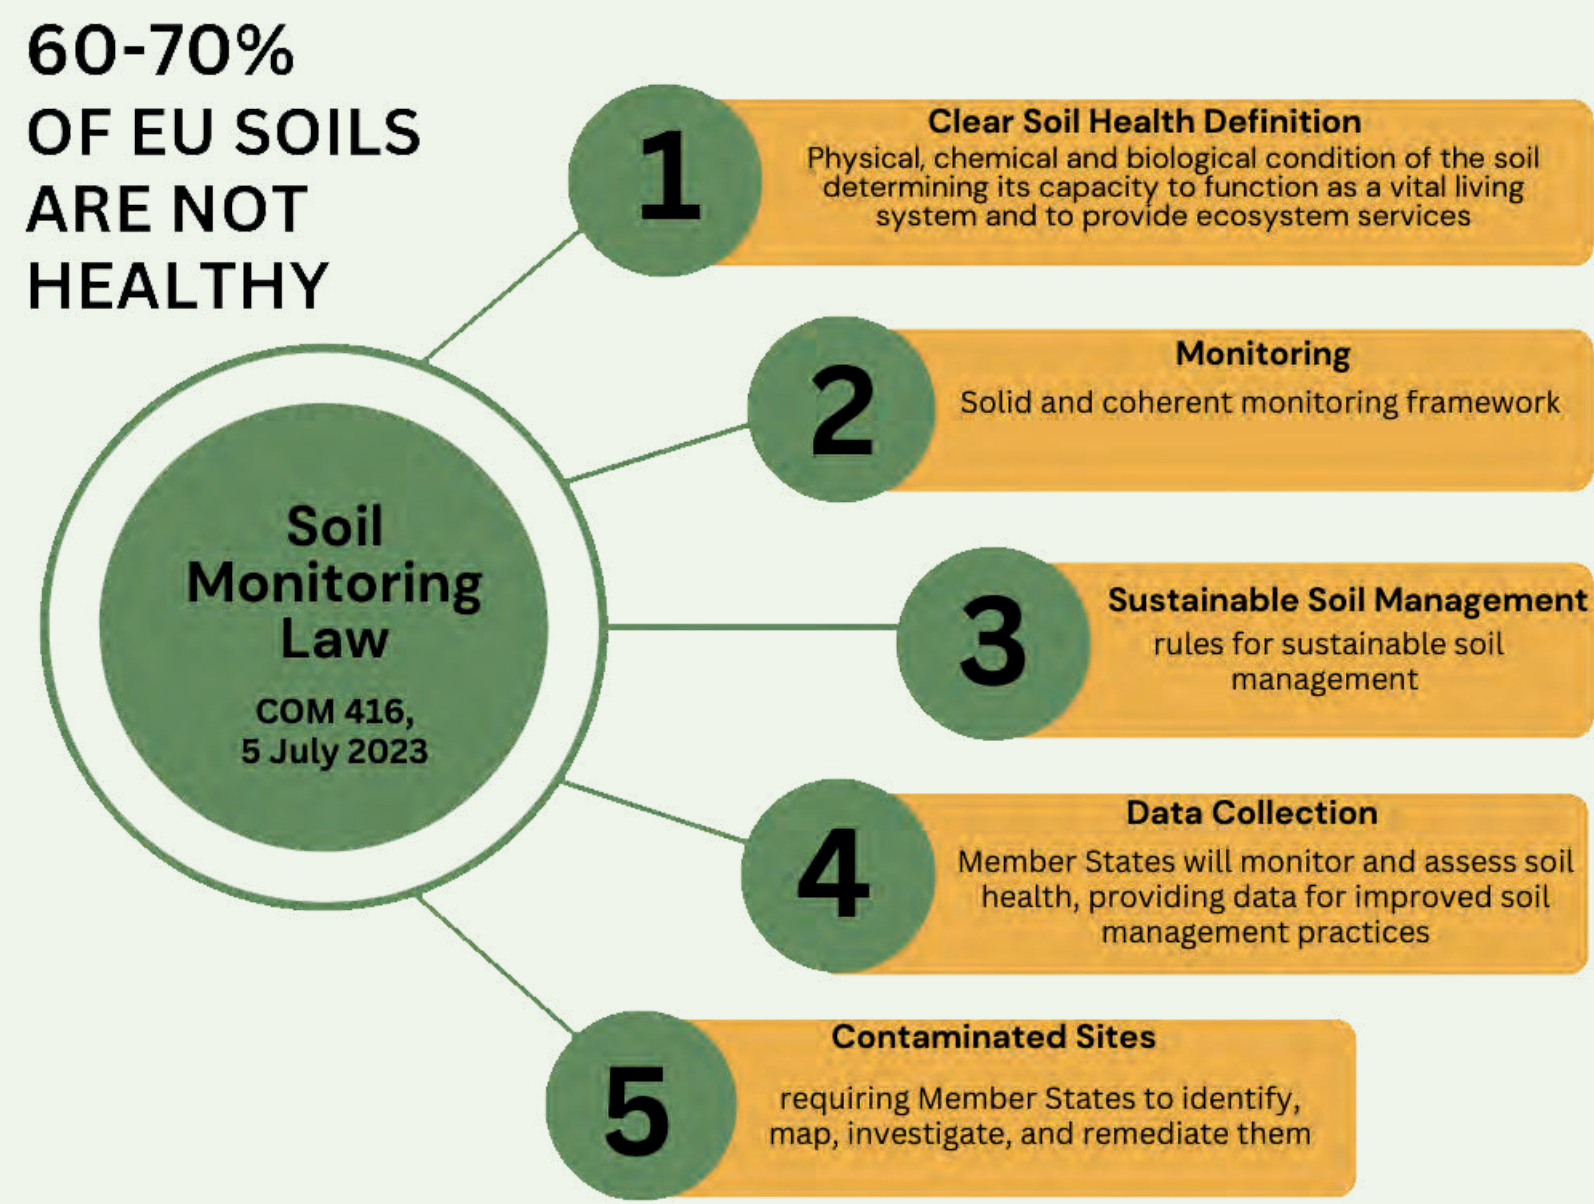 60-70%
OF EU SOILS
ARE NOT
HEALTHY
Soil
Monitoring
Law
COM 416,
5 July 2023
1
Clear Soil Health Definition
Physical, chemical and biological condition of the soil
determining its capacity to function as a vital living
system and to provide ecosystem services
2
Monitoring
Solid and coherent monitoring framework
3
Sustainable Soil Management
rules for sustainable soil
management
4
Data Collection
Member States will monitor and assess soil
health, providing data for improved soil
management practices
5
Contaminated Sites
requiring Member States to identify,
map, investigate, and remediate them